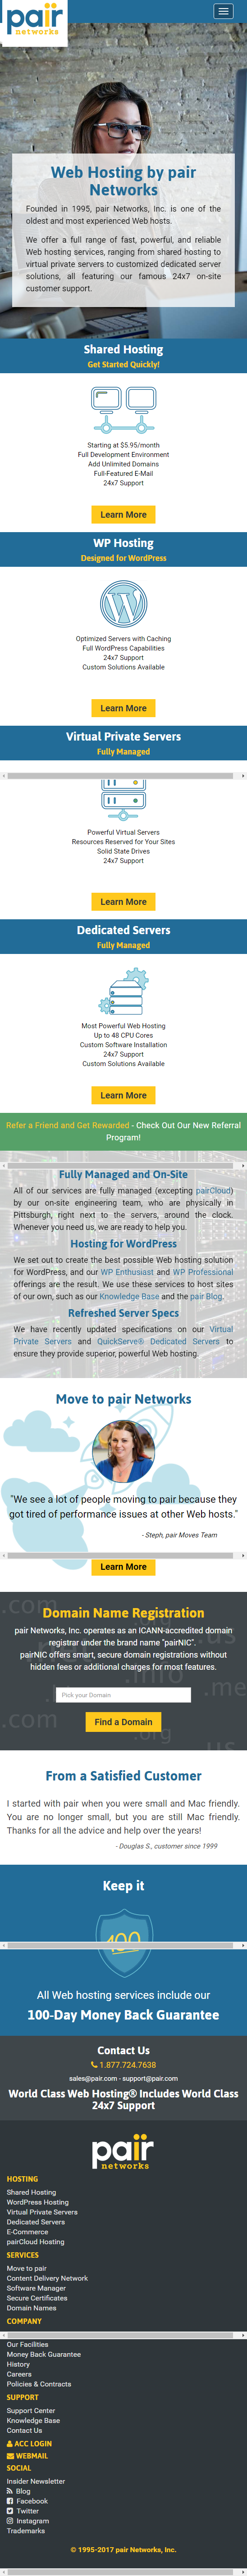 pair
networks
Web Hosting by pair
Networks
Founded in 1995, pair Networks, Inc. is one of the
oldest and most experienced Web hosts.
We offer a full range of fast, powerful, and reliable
Web hosting services, ranging from shared hosting to
virtual private servers to customized dedicated server
solutions, all featuring our famous 24x7 on-site
customer support.
Shared Hosting
Get Started Quickly!
Starting at $5.95/month
Full Development Environment
Add Unlimited Domains
Full-Featured E-Mail
24x7 Support
Learn More
WP Hosting
Designed for WordPress
Optimized Servers with Caching
Full WordPress Capabilities
24x7 Support
Custom Solutions Available
Learn More
Virtual Private Servers
Fully Managed
Powerful Virtual Servers
Resources Reserved for Your Sites
Solid State Drives
24x7 Support
Learn More
Dedicated Servers
Fully Managed
Most Powerful Web Hosting
Up to 48 CPU Cores
Custom Software Installation
24x7 Support
Custom Solutions Available
Learn More
Refer a Friend and Get Rewarded - Check Out Our New Referral
Program!
Fully Managed and On-Site
All of our services are fully managed (excepting pairCloud)
by our on-site engineering team, who are physically in
Pittsburgh, right next to the servers, around the clock.
Whenever you need us, we are ready to help you.
Hosting for WordPress
We set out to create the best possible Web hosting solution
for WordPress, and our WP Enthusiast and WP Professional
offerings are the result. We use these services to host sites
of our own, such as our Knowledge Base and the pair Blog.
Refreshed Server Specs
We have recently updated specifications on our Virtual
Private Servers and QuickServe® Dedicated Servers to
ensure they provide superior, powerful Web hosting.
Move to pair Networks
"We see a lot of people moving to pair because they
got tired of performance issues at other Web hosts."
- Steph, pair Moves Team
Learn More
Domain Name Registration
pair Networks, Inc. operates as an ICANN-accredited domain
registrar under the brand name "pairNIC".
pairNIC offers smart, secure domain registrations without
hidden fees or additional charges for most features.
Pick your Domain
Find a Domain
.com
.us
.info
.me
.com
.org
.us
From a Satisfied Customer
I started with pair when you were small and Mac friendly.
You are no longer small, but you are still Mac friendly.
Thanks for all the advice and help over the years!
- Douglas S., customer since 1999
Keep it
100
All Web hosting services include our
100-Day Money Back Guarantee
Contact Us
1.877.724.7638
sales@pair.com - support@pair.com
World Class Web Hosting® Includes World Class
24x7 Support
pair
networks
HOSTING
Shared Hosting
WordPress Hosting
Virtual Private Servers
Dedicated Servers
E-Commerce
pairCloud Hosting
SERVICES
Move to pair
Content Delivery Network
Software Manager
Secure Certificates
Domain Names
COMPANY
Our Facilities
Money Back Guarantee
History
Careers
Policies & Contracts
SUPPORT
Support Center
Knowledge Base
Contact Us
ACC LOGIN
WEBMAIL
SOCIAL
Insider Newsletter
Blog
Facebook
Twitter
Instagram
Trademarks
© 1995-2017 pair Networks, Inc.